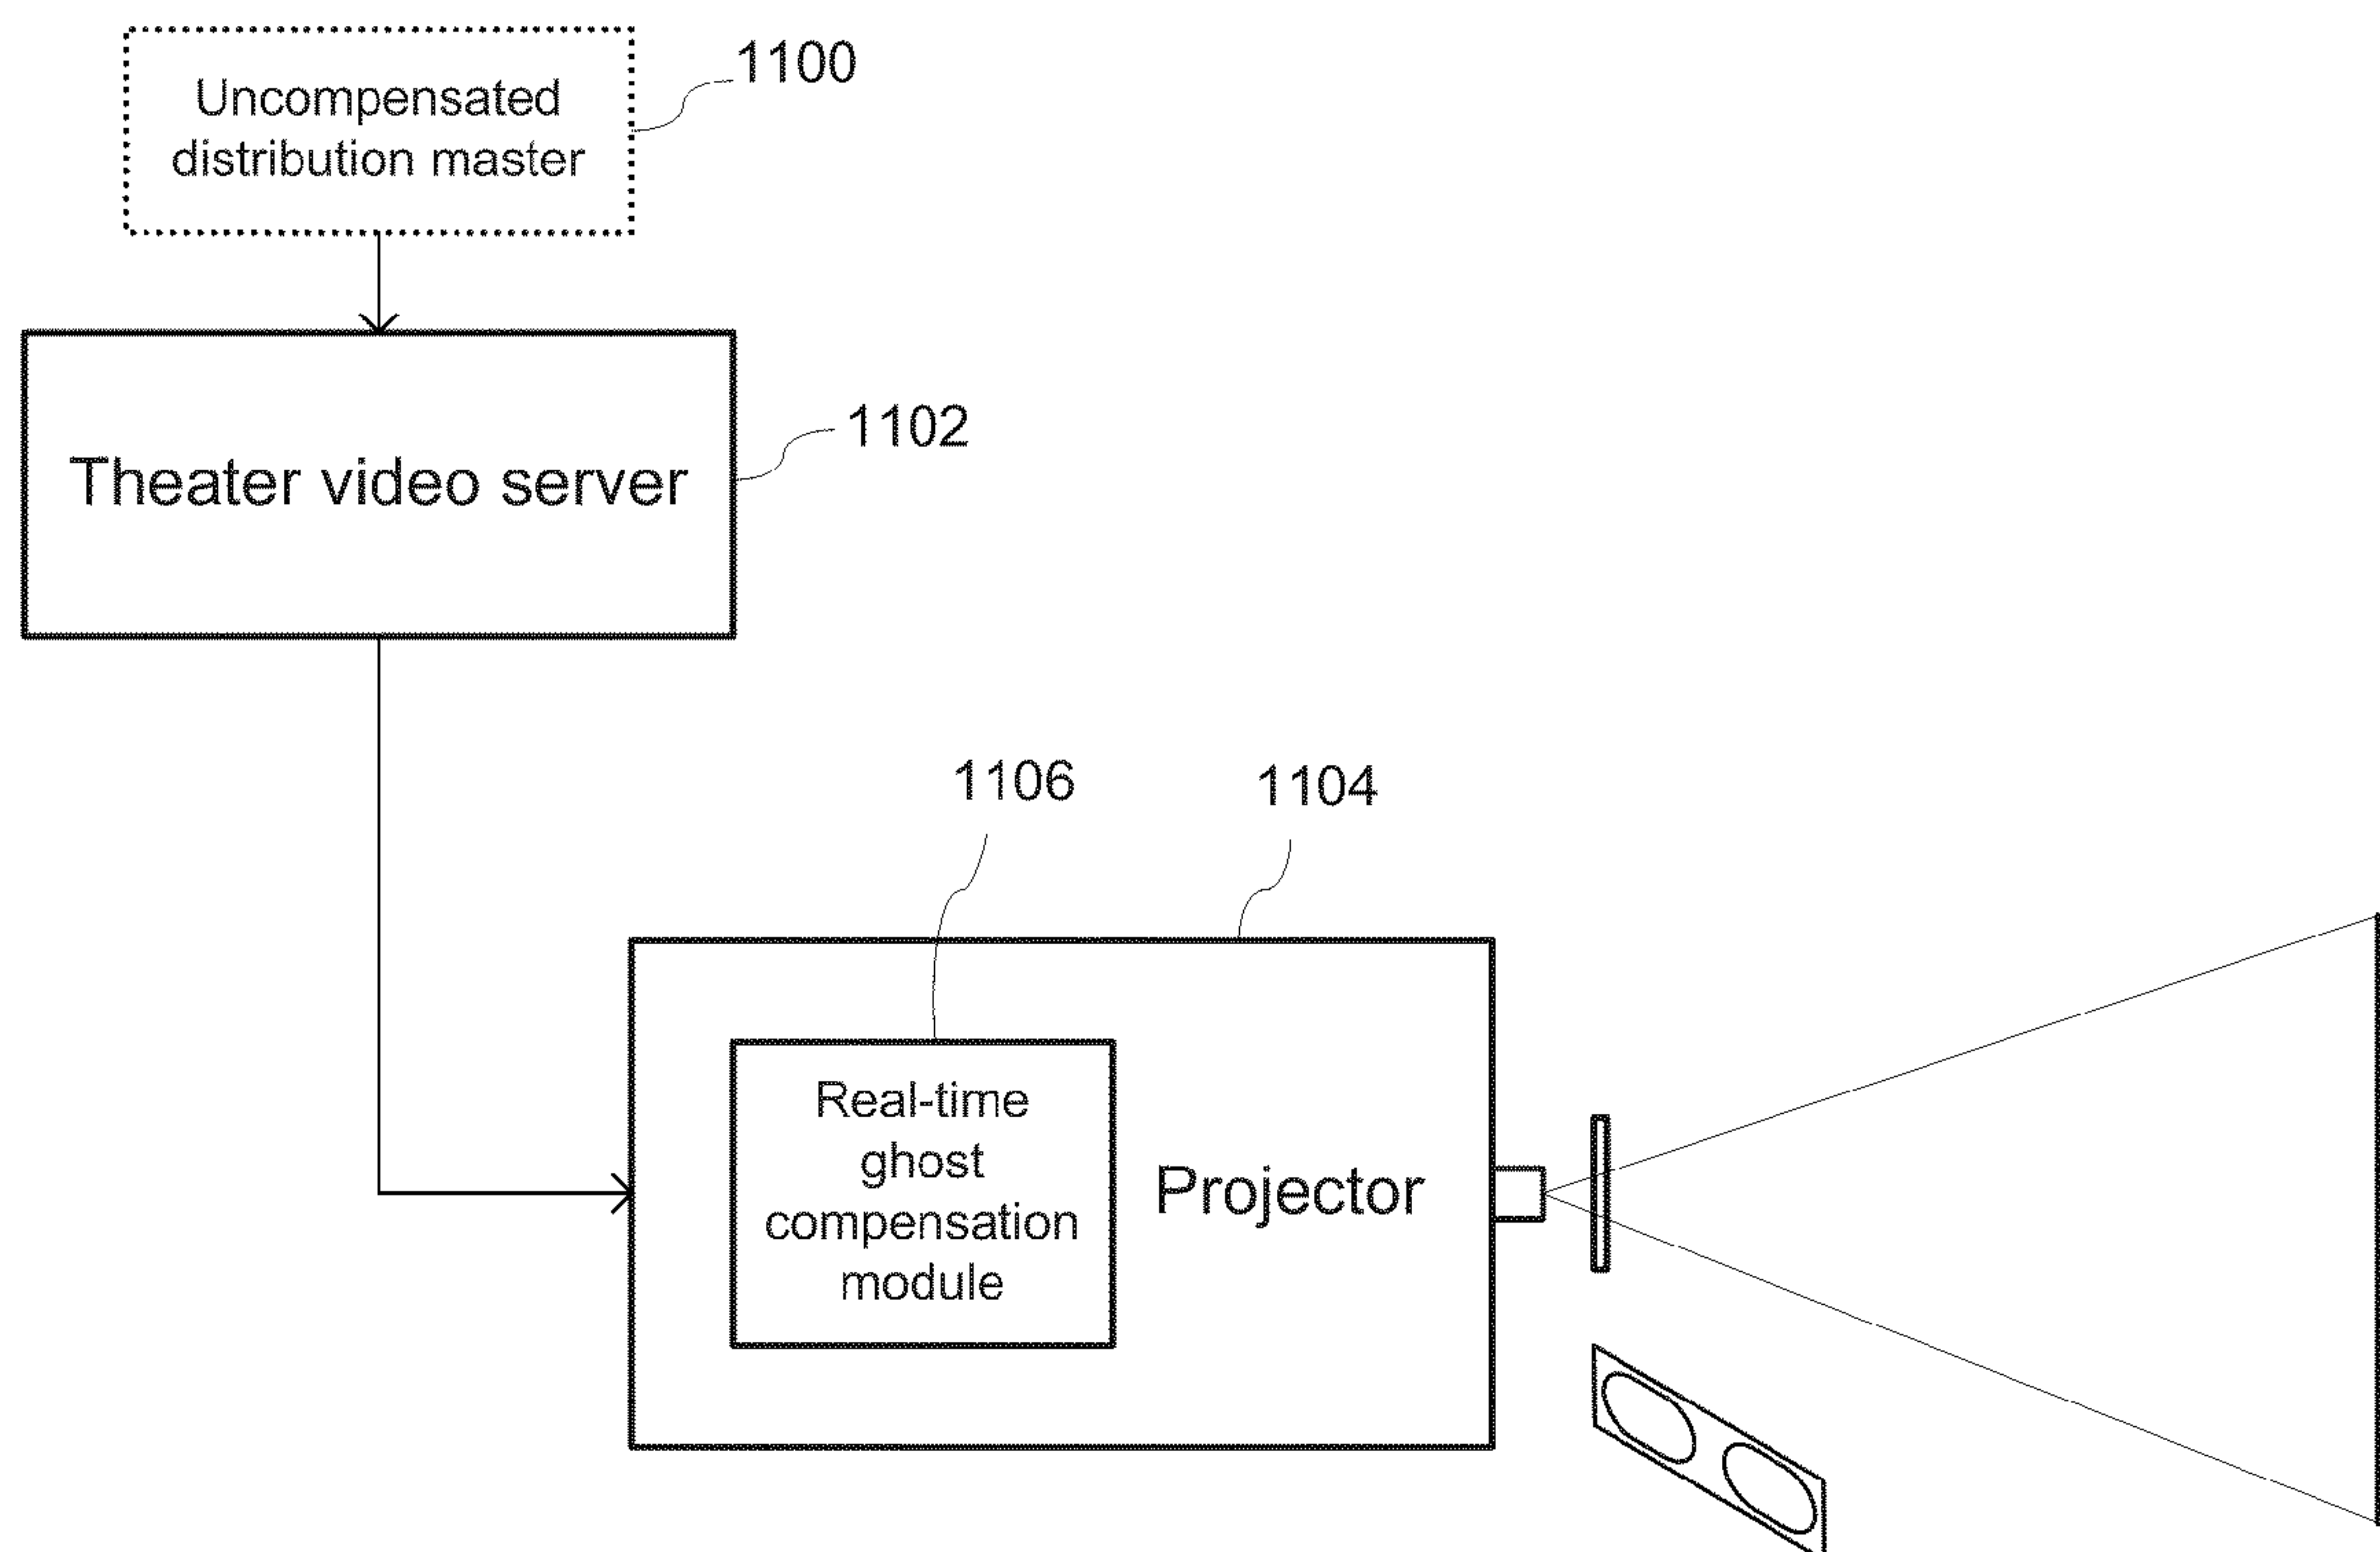 Uncompensated
distribution master
1100
Theater video server
1102
1106
1104
Real-time
ghost
compensation
module
Projector